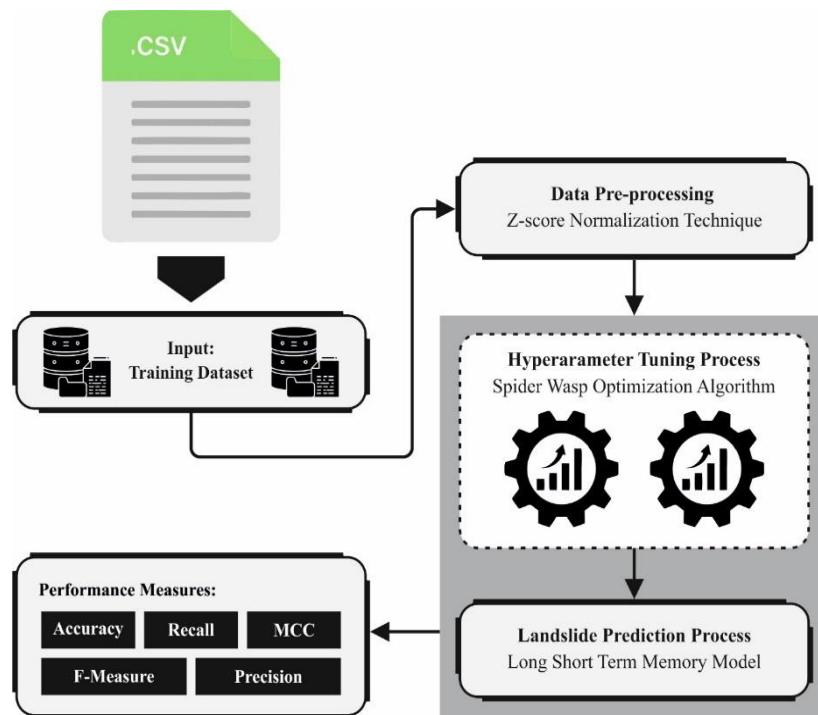 .CSV
Input:
Training Dataset
Data Pre-processing
Z-score Normalization Technique
Hyperarameter Tuning Process
Spider Wasp Optimization Algorithm
Landslide Prediction Process
Long Short Term Memory Model
Performance Measures:
Accuracy
Recall
MCC
F-Measure
Precision